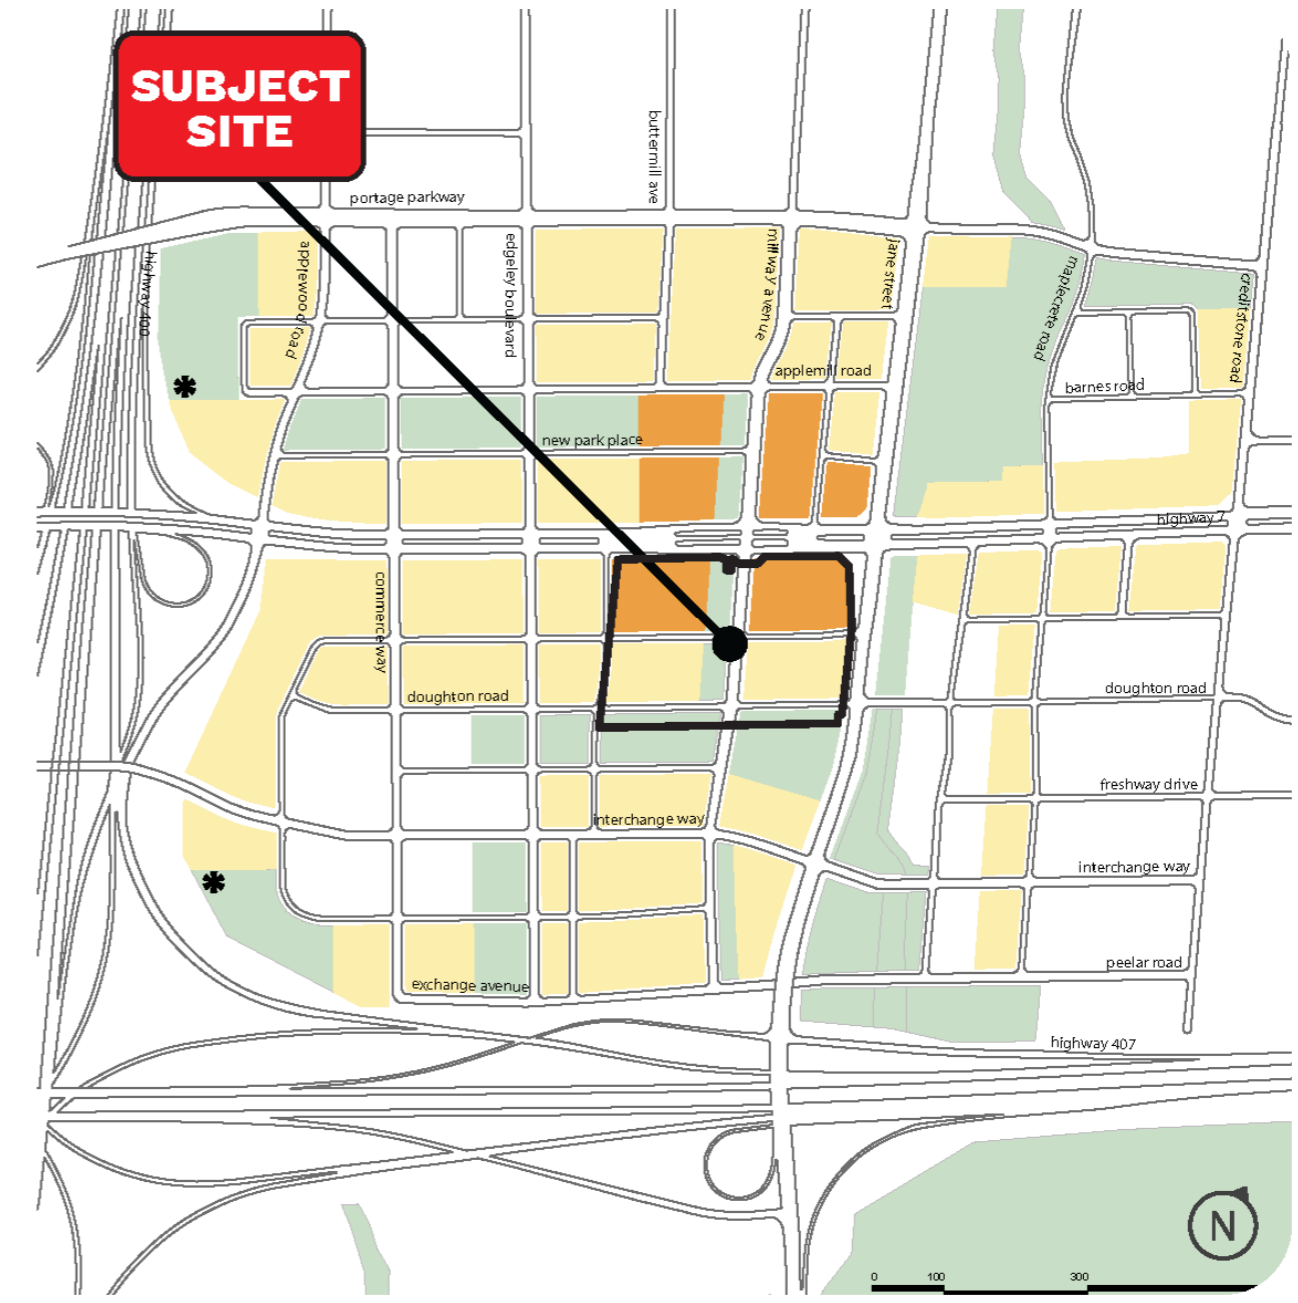 SUBJECT
SITE
buttermill ave
portage parkway
highway 400
applewood road
edgeley boulevard
millway avenue
jane street
maplecrete road
creditstone road
applemill road
barnes road
new park place
highway 7
commerce way
doughton road
doughton road
freshway drive
interchange way
interchange way
peelar road
exchange avenue
highway 407
N
0 100 300